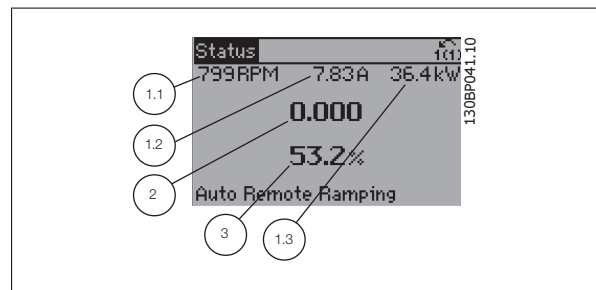 Status 1(1)
799RPM 7.83A 36.4kW
0.000
53.2%
Auto Remote Ramping
1.1
1.2
2
3
1.3
130BP041.10